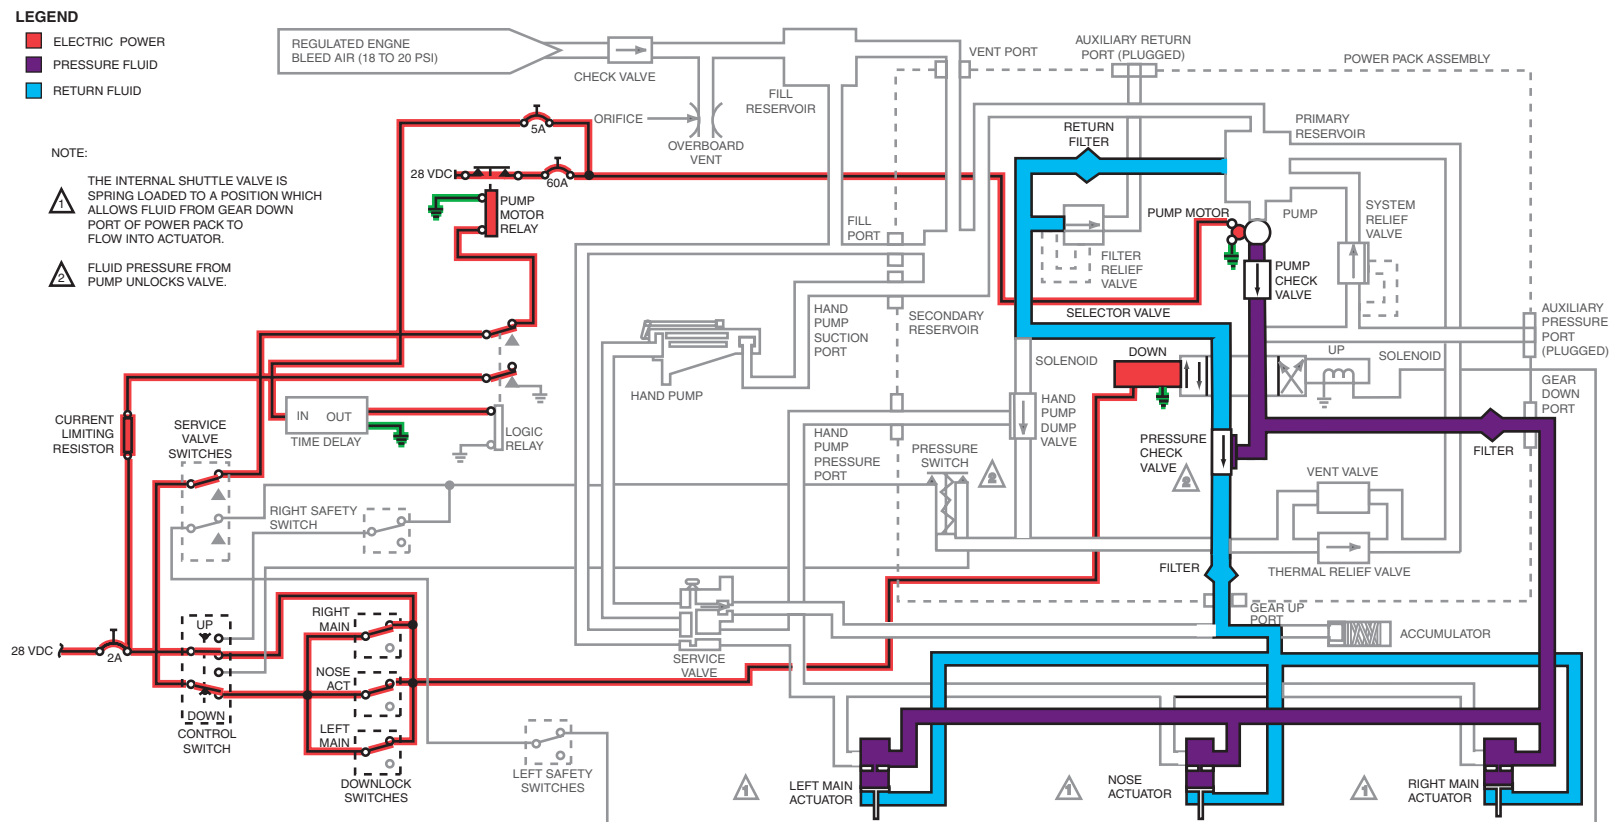 LEGEND
ELECTRIC POWER
PRESSURE FLUID
RETURN FLUID
NOTE:
1
THE INTERNAL SHUTTLE VALVE IS
SPRING LOADED TO A POSITION WHICH
ALLOWS FLUID FROM GEAR DOWN
PORT OF POWER PACK TO
FLOW INTO ACTUATOR.
2
FLUID PRESSURE FROM
PUMP UNLOCKS VALVE.
REGULATED ENGNE
BLEED AIR (18 TO 20 PSI)
CHECK VALVE
FILL
RESERVOIR
ORIFICE
OVERBOARD
VENT
VENT PORT
AUXILIARY RETURN
PORT (PLUGGED)
POWER PACK ASSEMBLY
5A
28 VDC
60A
PUMP
MOTOR
RELAY
RETURN
FILTER
PRIMARY
RESERVOIR
FILL
PORT
PUMP MOTOR
PUMP
SYSTEM
RELIEF
VALVE
FILTER
RELIEF
VALVE
PUMP
CHECK
VALVE
HAND
PUMP
SUCTION
PORT
SECONDARY
RESERVOIR
SELECTOR VALVE
AUXILIARY
PRESSURE
PORT
(PLUGGED)
SOLENOID
DOWN
UP
SOLENOID
HAND PUMP
GEAR
DOWN
PORT
CURRENT
LIMITING
RESISTOR
SERVICE
VALVE
SWITCHES
IN
OUT
TIME DELAY
LOGIC
RELAY
HAND
PUMP
PRESSURE
PORT
HAND
PUMP
DUMP
VALVE
PRESSURE
SWITCH
2
PRESSURE
CHECK
VALVE
2
FILTER
VENT VALVE
RIGHT SAFETY
SWITCH
FILTER
THERMAL RELIEF VALVE
GEAR UP
PORT
ACCUMULATOR
28 VDC
2A
UP
DOWN
CONTROL
SWITCH
RIGHT
MAIN
NOSE
ACT
LEFT
MAIN
DOWNLOCK
SWITCHES
SERVICE
VALVE
LEFT SAFETY
SWITCHES
1
LEFT MAIN
ACTUATOR
1
NOSE
ACTUATOR
1
RIGHT MAIN
ACTUATOR